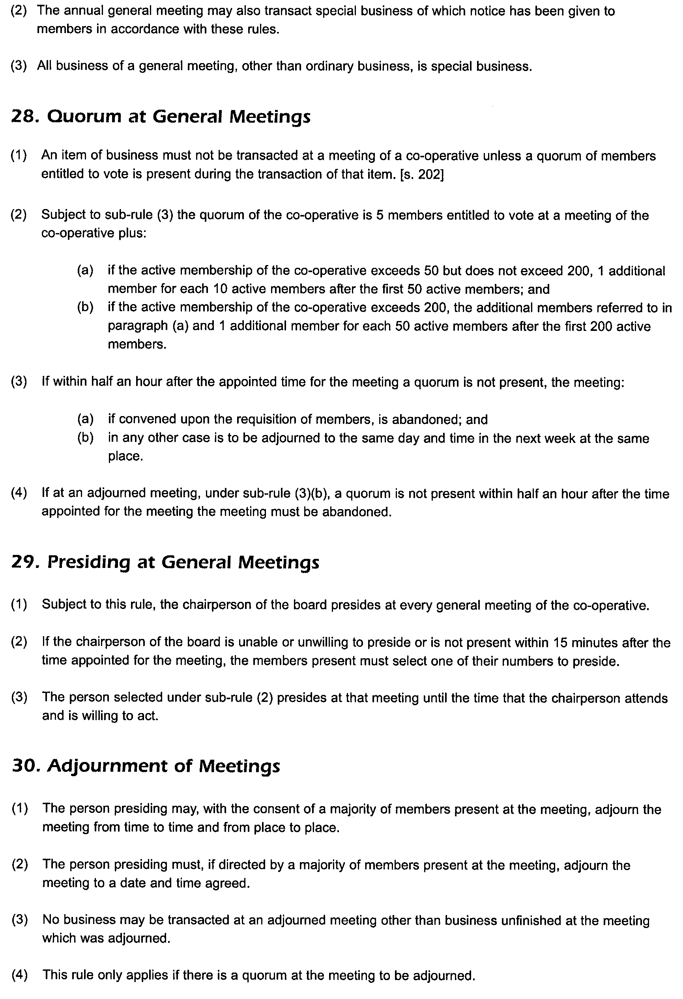 (2) The annual general meeting may also transact special business of which notice has been given to
members in accordance with these rules.
(3) All business of a general meeting, other than ordinary business, is special business.
28. Quorum at General Meetings
(1) An item of business must not be transacted at a meeting of a co-operative unless a quorum of members
entitled to vote is present during the transaction of that item. [s. 202]
(2) Subject to sub-rule (3) the quorum of the co-operative is 5 members entitled to vote at a meeting of the
co-operative plus:
(a) if the active membership of the co-operative exceeds 50 but does not exceed 200, 1 additional
member for each 10 active members after the first 50 active members; and
(b) if the active membership of the co-operative exceeds 200, the additional members referred to in
paragraph (a) and 1 additional member for each 50 active members after the first 200 active
members.
(3) If within half an hour after the appointed time for the meeting a quorum is not present, the meeting:
(a) if convened upon the requisition of members, is abandoned; and
(b) in any other case is to be adjourned to the same day and time in the next week at the same
place.
(4) If at an adjourned meeting, under sub-rule (3)(b), a quorum is not present within half an hour after the time
appointed for the meeting the meeting must be abandoned.
29. Presiding at General Meetings
(1) Subject to this rule, the chairperson of the board presides at every general meeting of the co-operative.
(2) If the chairperson of the board is unable or unwilling to preside or is not present within 15 minutes after the
time appointed for the meeting, the members present must select one of their numbers to preside.
(3) The person selected under sub-rule (2) presides at that meeting until the time that the chairperson attends
and is willing to act.
30. Adjournment of Meetings
(1) The person presiding may, with the consent of a majority of members present at the meeting, adjourn the
meeting from time to time and from place to place.
(2) The person presiding must, if directed by a majority of members present at the meeting, adjourn the
meeting to a date and time agreed.
(3) No business may be transacted at an adjourned meeting other than business unfinished at the meeting
which was adjourned.
(4) This rule only applies if there is a quorum at the meeting to be adjourned.